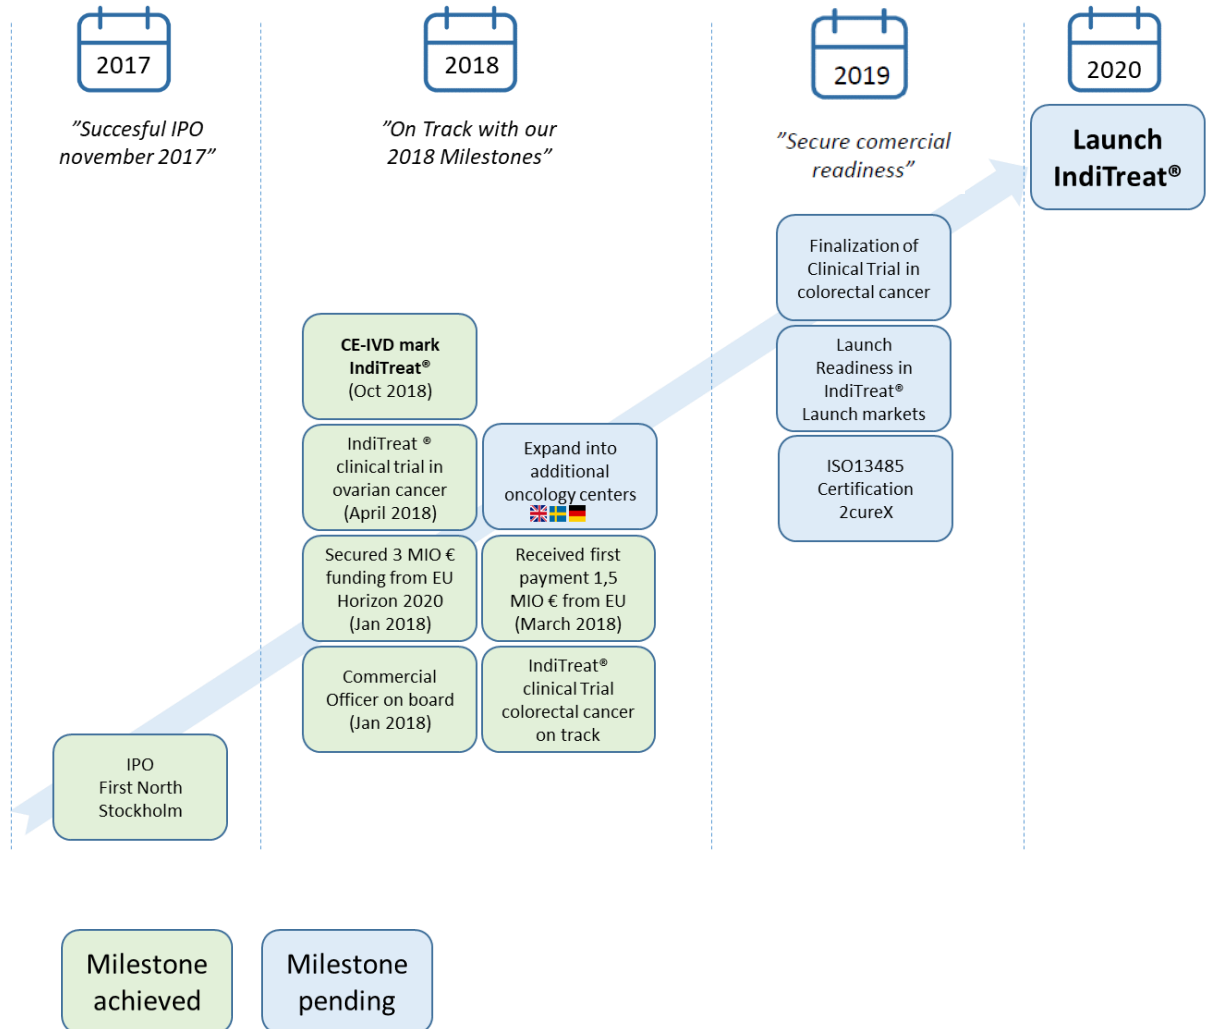 2017
"Succesful IPO
november 2017"
IPO
First North
Stockholm
2018
"On Track with our
2018 Milestones"
CE-IVD mark
IndiTreat®
(Oct 2018)
IndiTreat ®
clinical trial in
ovarian cancer
(April 2018)
Expand into
additional
oncology centers
Secured 3 MIO €
funding from EU
Horizon 2020
(Jan 2018)
Received first
payment 1,5
MIO € from EU
(March 2018)
Commercial
Officer on board
(Jan 2018)
IndiTreat®
clinical Trial
colorectal cancer
on track
2019
"Secure comercial
readiness"
Finalization of
Clinical Trial in
colorectal cancer
Launch
Readiness in
IndiTreat®
Launch markets
ISO13485
Certification
2cureX
2020
Launch
IndiTreat®
Milestone
achieved
Milestone
pending